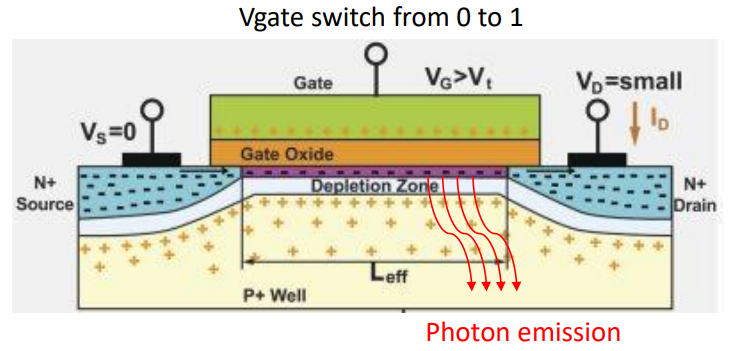 Vgate switch from 0 to 1
Gate
VG>Vt
VD=small
VS=0
ID
Gate Oxide
N+
Source
Depletion Zone
N+
Drain
Leff
P+ Well
Photon emission